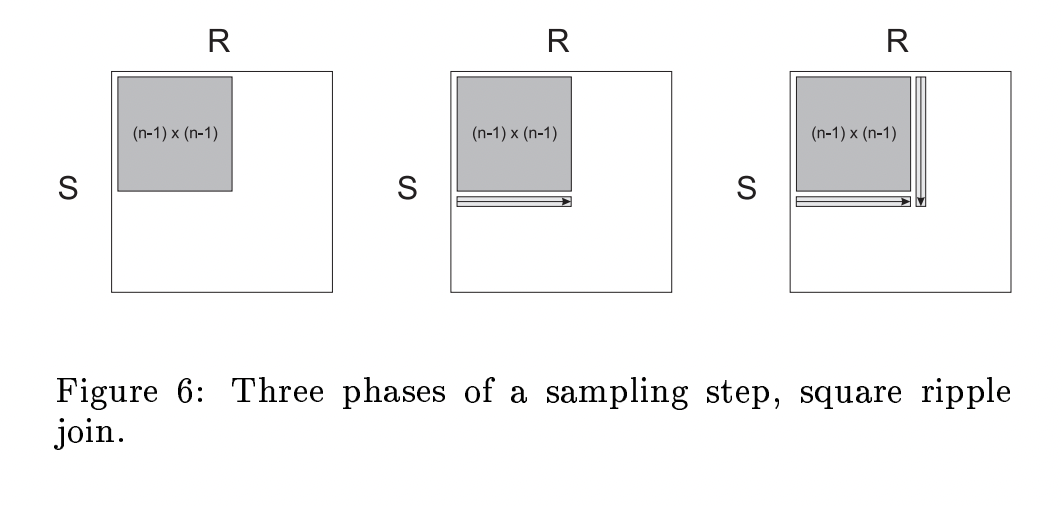 R R R
(n-1) x (n-1) (n-1) x (n-1) (n-1) x (n-1)
S S S
Figure 6: Three phases of a sampling step, square ripple
join.